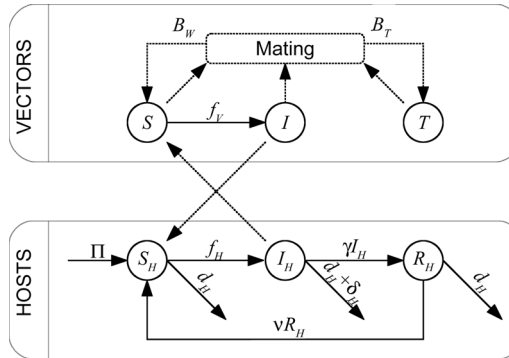 VECTORS
B_W
Mating
B_T
S
f_V
I
T
HOSTS
Π
S_H
f_H
I_H
γI_H
R_H
d_H
d_H+δ_H
d_H
νR_H